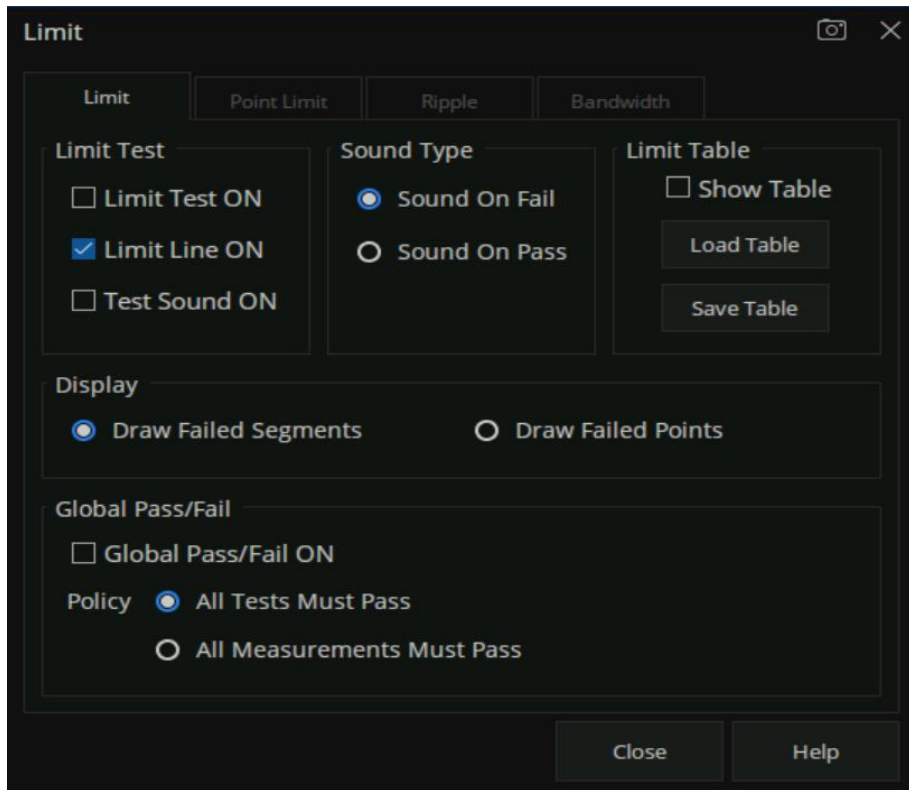 Limit
Limit Point Limit Ripple Bandwidth
Limit Test Sound Type Limit Table
Limit Test ON Sound On Fail Show Table
Limit Line ON Sound On Pass Load Table
Test Sound ON Save Table
Display
Draw Failed Segments Draw Failed Points
Global Pass/Fail
Global Pass/Fail ON
Policy All Tests Must Pass
All Measurements Must Pass
Close Help